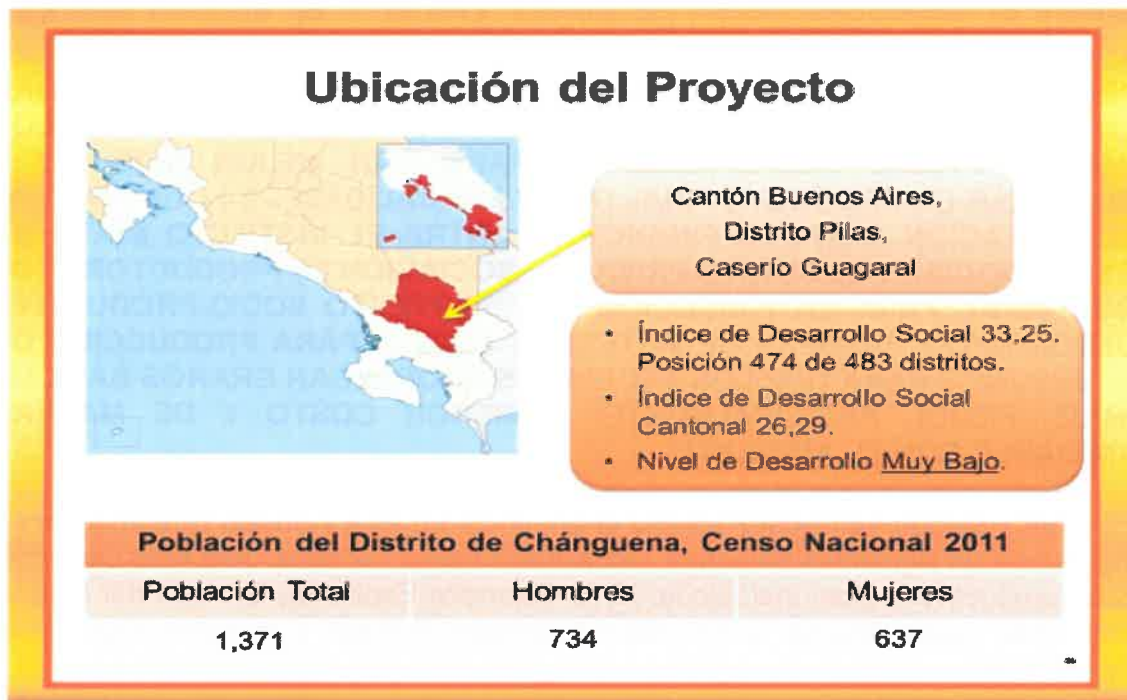 Ubicación del Proyecto
Cantón Buenos Aires,
Distrito Pilas,
Caserío Guagaral
• Índice de Desarrollo Social 33,25.
Posición 474 de 483 distritos.
• Índice de Desarrollo Social
Cantonal 26,29.
• Nivel de Desarrollo Muy Bajo.
Población del Distrito de Chánguena, Censo Nacional 2011
Población Total Hombres Mujeres
1,371 734 637